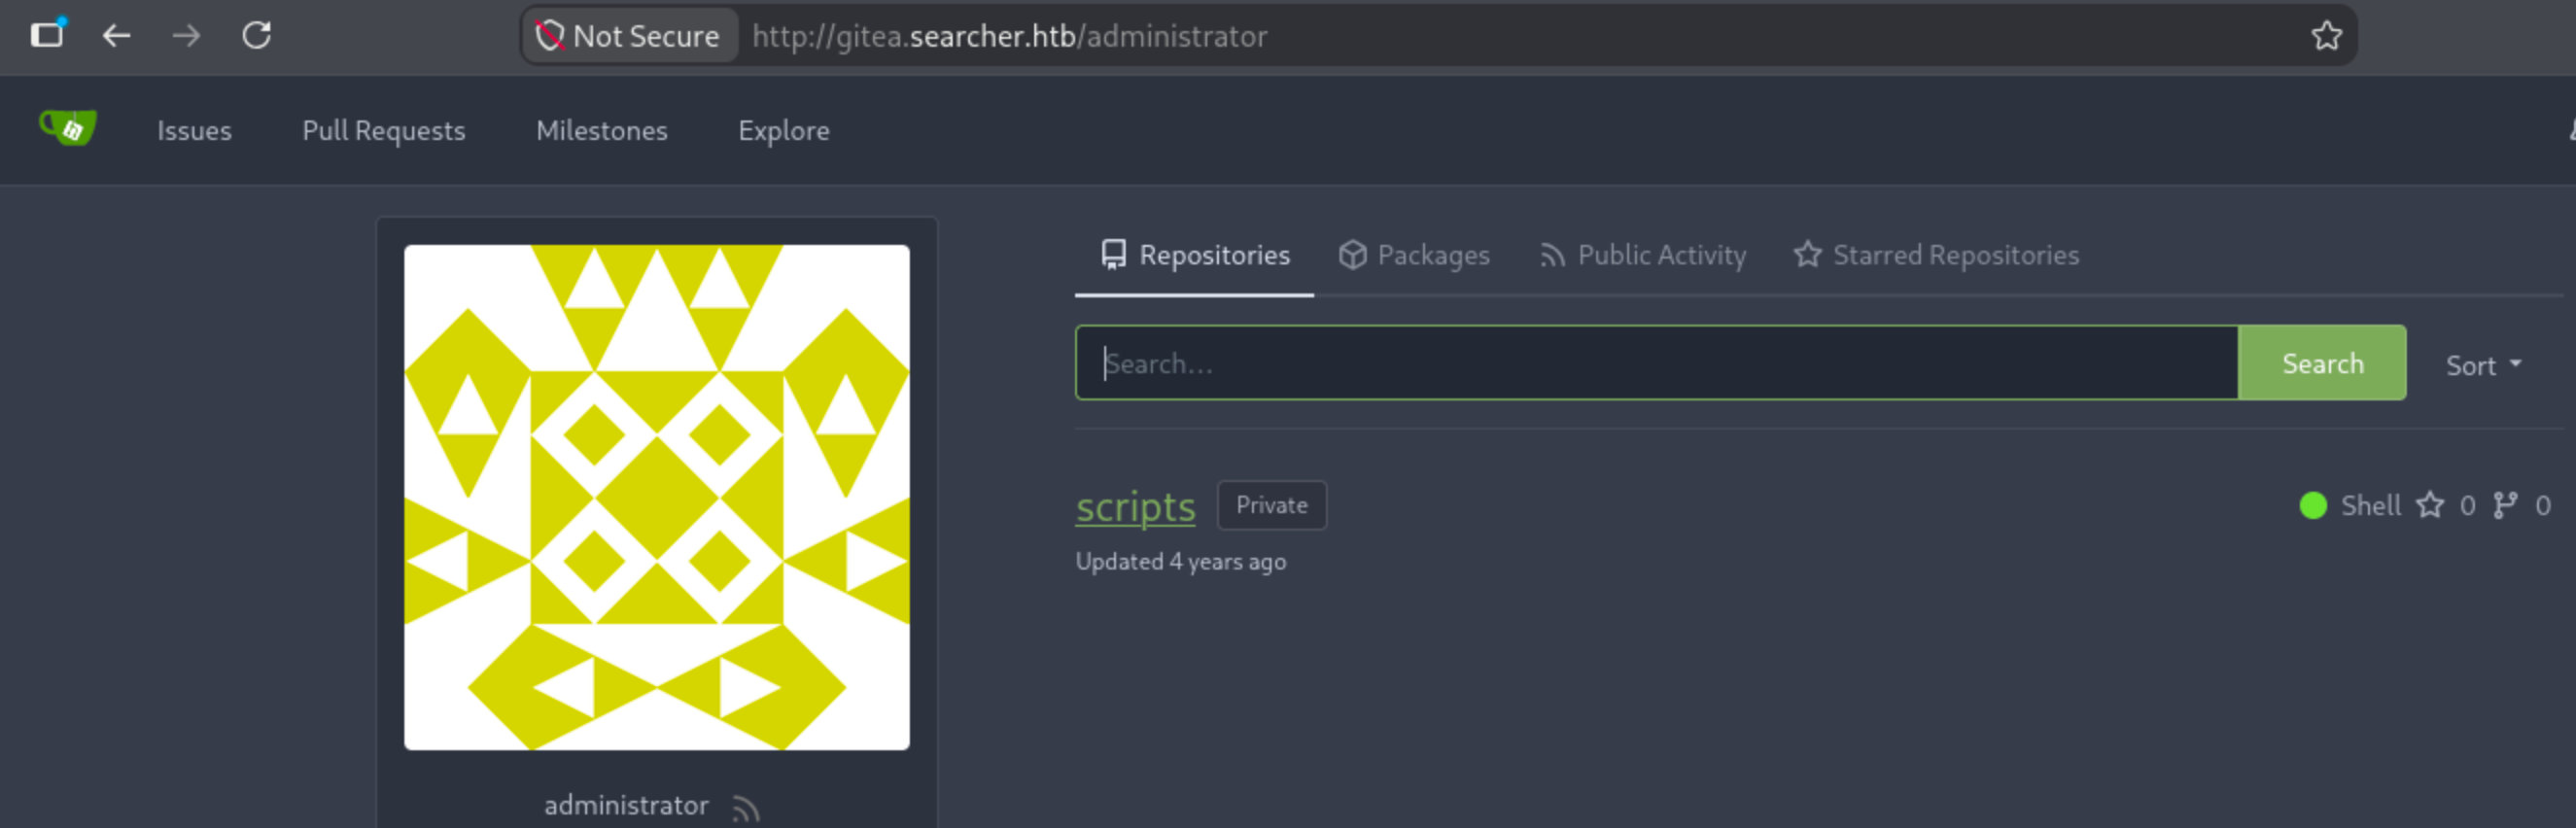 Not Secure http://gitea.searcher.htb/administrator
Issues Pull Requests Milestones Explore
Repositories Packages Public Activity Starred Repositories
Search... Search Sort
scripts Private Shell 0 0
Updated 4 years ago
administrator